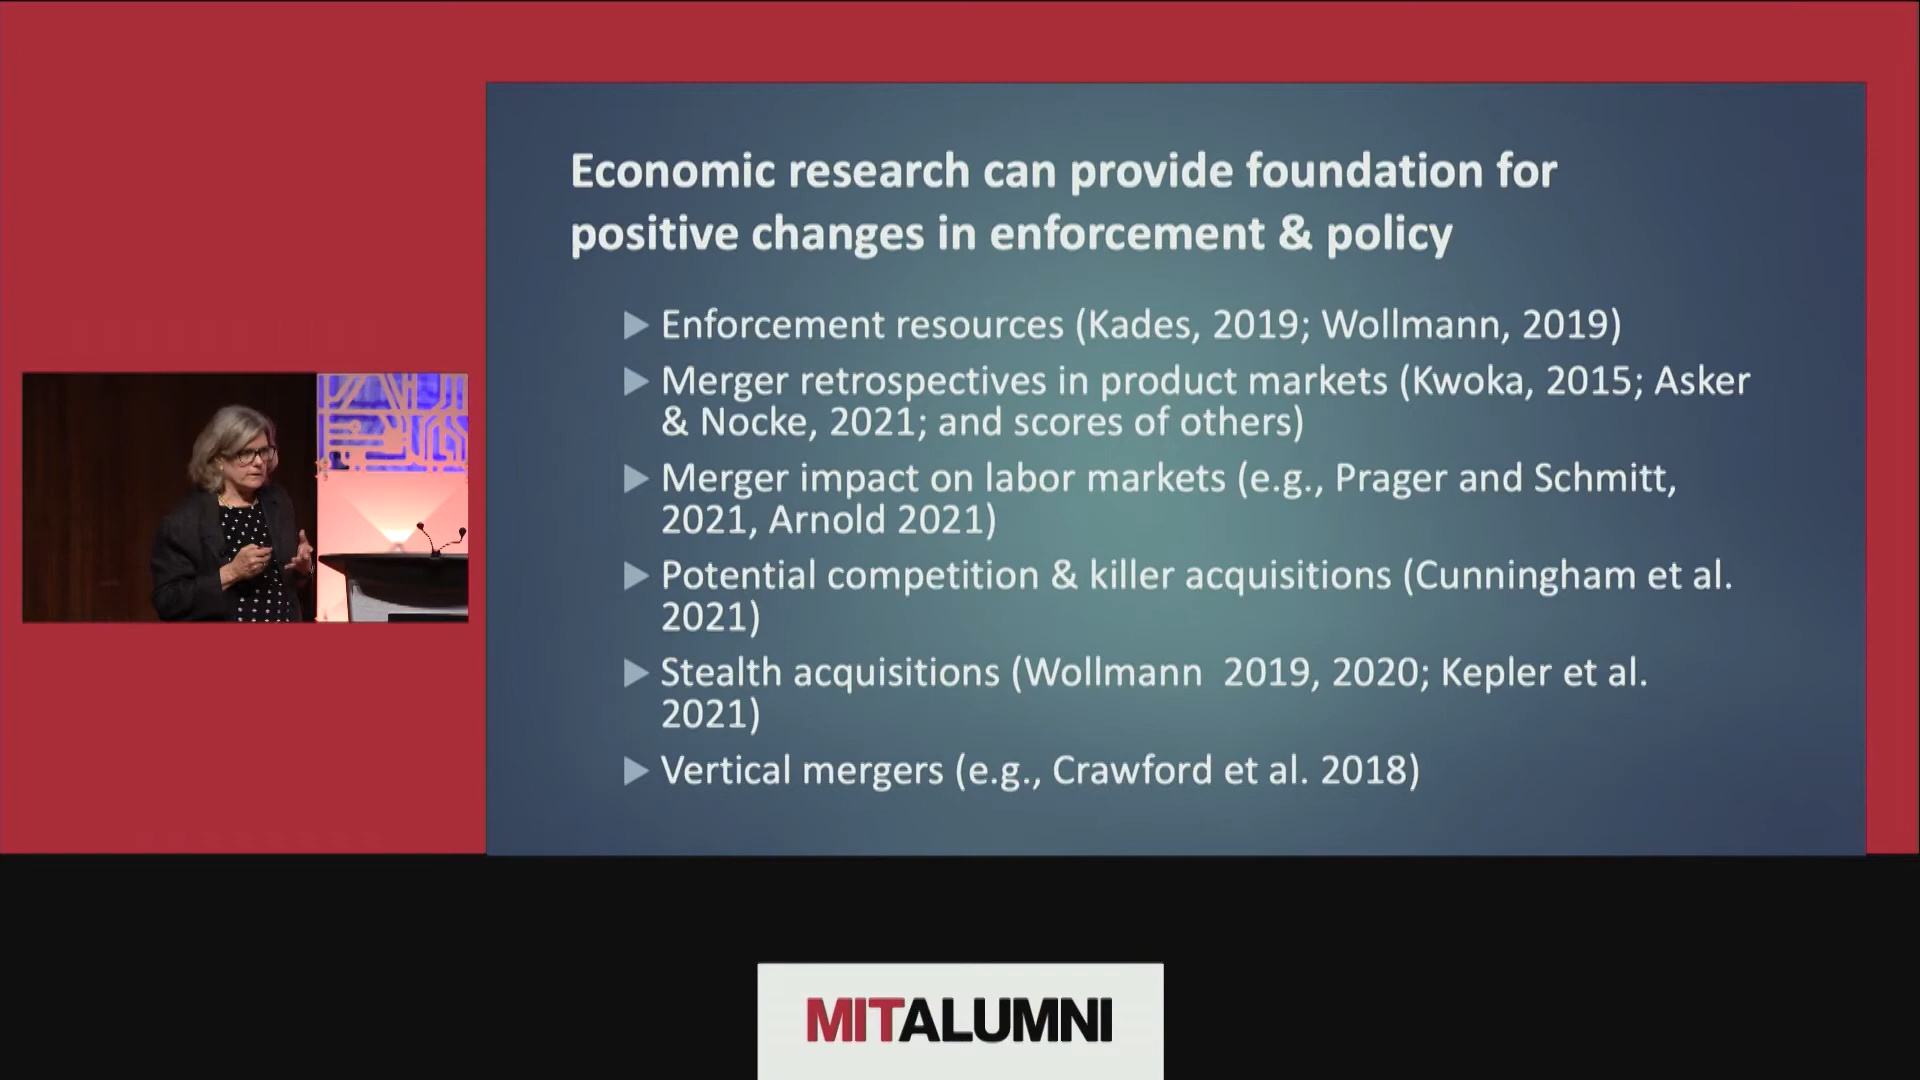 Economic research can provide foundation for
positive changes in enforcement & policy
▶ Enforcement resources (Kades, 2019; Wollmann, 2019)
▶ Merger retrospectives in product markets (Kwoka, 2015; Asker
& Nocke, 2021; and scores of others)
▶ Merger impact on labor markets (e.g., Prager and Schmitt,
2021, Arnold 2021)
▶ Potential competition & killer acquisitions (Cunningham et al.
2021)
▶ Stealth acquisitions (Wollmann  2019, 2020; Kepler et al.
2021)
▶ Vertical mergers (e.g., Crawford et al. 2018)
MITALUMNI